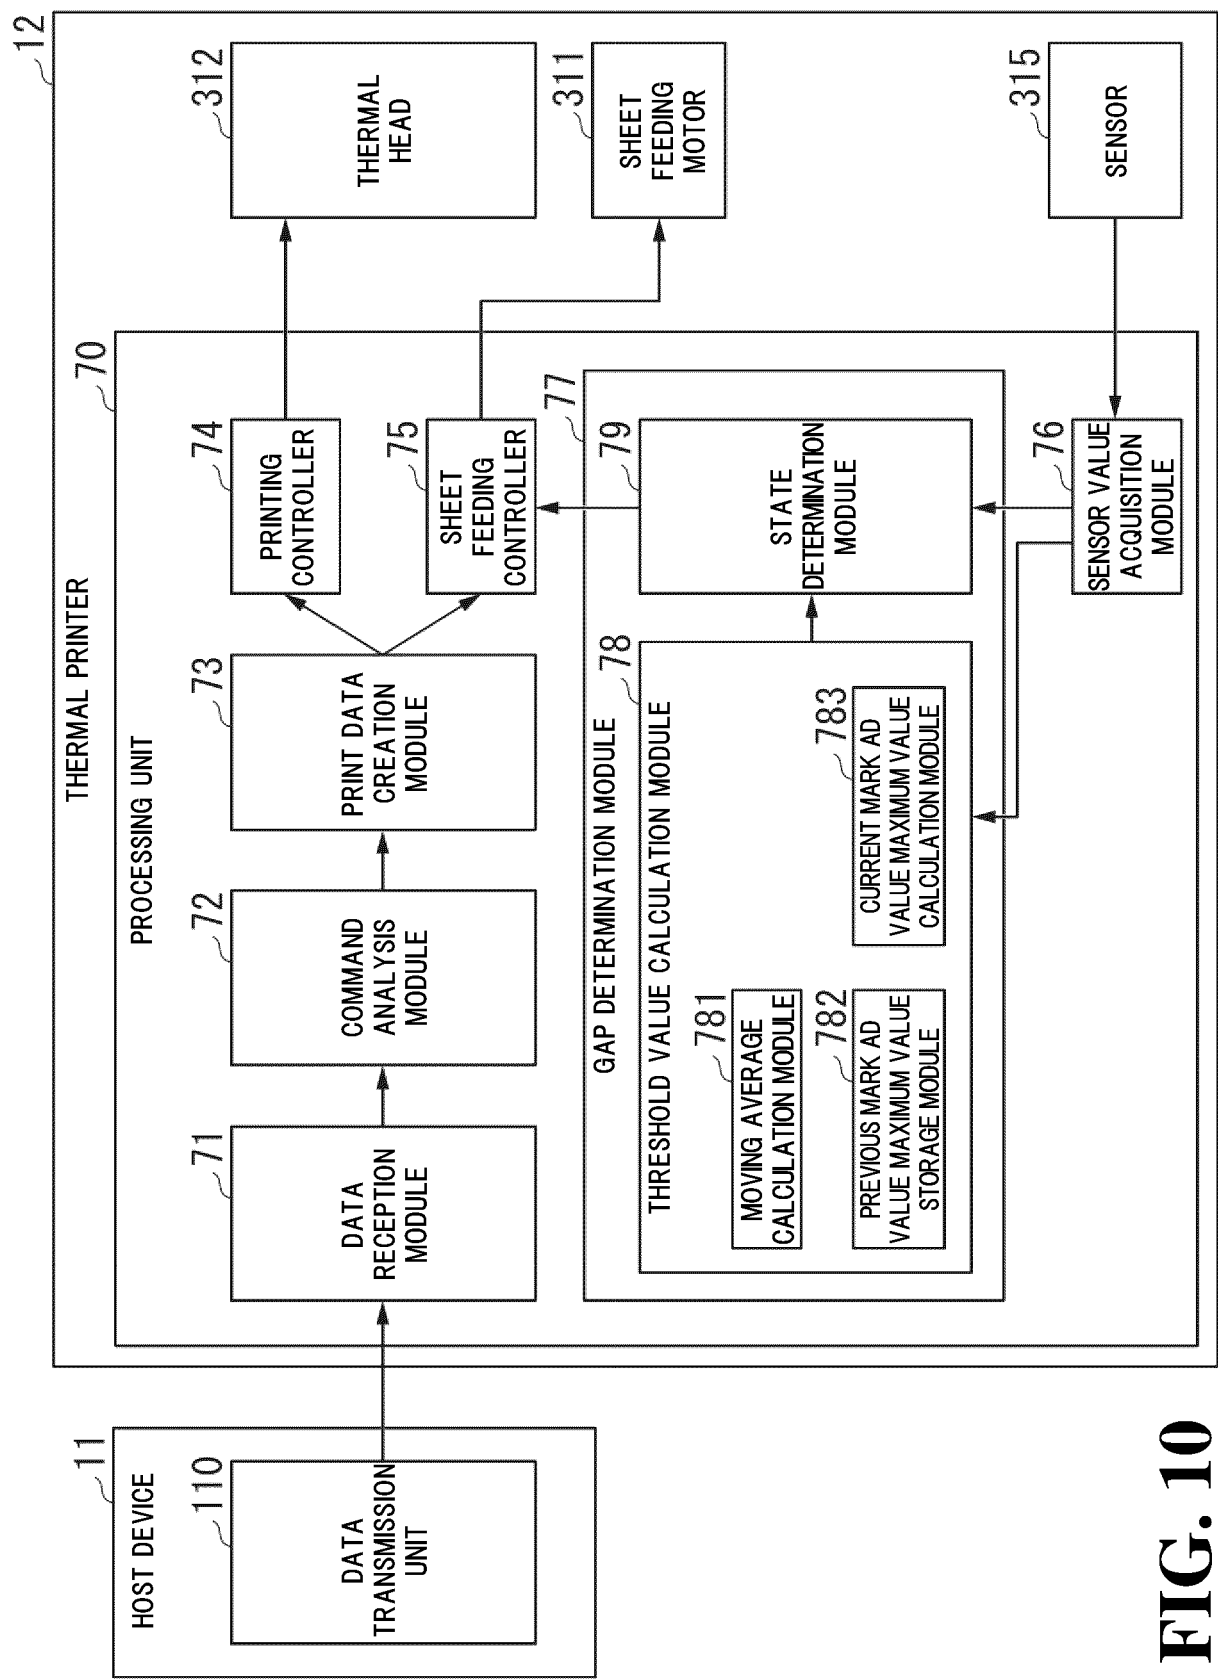 HOST DEVICE
11
110
DATA
TRANSMISSION
UNIT
THERMAL PRINTER
12
PROCESSING UNIT
70
71
DATA
RECEPTION
MODULE
72
COMMAND
ANALYSIS
MODULE
73
PRINT DATA
CREATION
MODULE
74
PRINTING
CONTROLLER
75
SHEET
FEEDING
CONTROLLER
312
THERMAL
HEAD
311
SHEET
FEEDING
MOTOR
315
SENSOR
GAP DETERMINATION MODULE
77
THRESHOLD VALUE CALCULATION MODULE
78
781
MOVING AVERAGE
CALCULATION MODULE
782
PREVIOUS MARK AD
VALUE MAXIMUM VALUE
STORAGE MODULE
783
CURRENT MARK AD
VALUE MAXIMUM VALUE
CALCULATION MODULE
79
STATE
DETERMINATION
MODULE
76
SENSOR VALUE
ACQUISITION
MODULE
FIG. 10